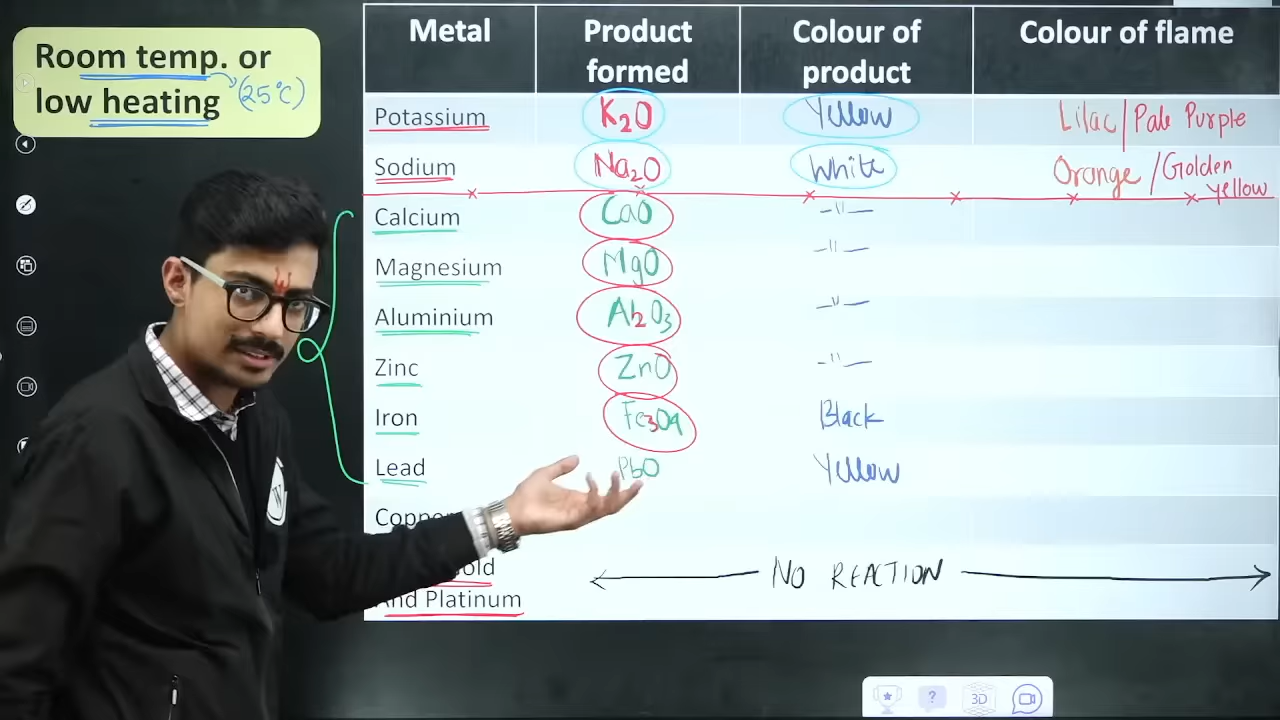 Room temp. or
low heating (25°C)
Metal Product formed Colour of product Colour of flame
Potassium K₂O Yellow Lilac/Pale Purple
Sodium Na₂O White Orange/Golden yellow
Calcium CaO —"—
Magnesium MgO —"—
Aluminium Al₂O₃ —"—
Zinc ZnO —"—
Iron Fe₃O₄ Black
Lead PbO Yellow
NO REACTION
And Platinum
3D
?
W